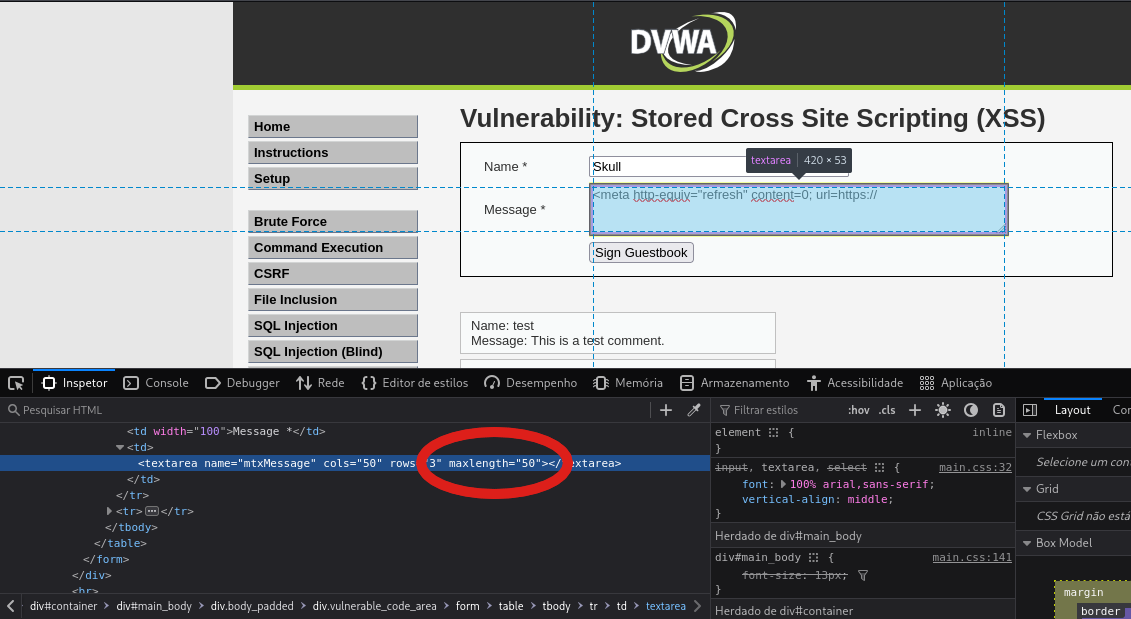 DVWA
Vulnerability: Stored Cross Site Scripting (XSS)
Home
Instructions
Setup
Brute Force
Command Execution
CSRF
File Inclusion
SQL Injection
SQL Injection (Blind)
Name *
Skull
textarea 420 × 53
Message *
<meta http-equiv="refresh" content=0; url=https://
Sign Guestbook
Name: test
Message: This is a test comment.
Inspetor Console Debugger Rede Editor de estilos Desempenho Memória Armazenamento Acessibilidade Aplicação
Pesquisar HTML
<td width="100">Message *</td>
<td>
<textarea name="mtxMessage" cols="50" rows="3" maxlength="50"></textarea>
</td>
</tr>
<tr></tr>
</tbody>
</table>
</form>
</div>
<br>
div#container > div#main_body > div.body_padded > div.vulnerable_code_area > form > table > tbody > tr > td > textarea
Filtrar estilos :hov .cls
element { inline
}
input, textarea, select { main.css:32
font: 100% arial,sans-serif;
vertical-align: middle;
}
Herdado de div#main_body
div#main_body { main.css:141
font-size: 13px;
}
Herdado de div#container
Layout Cor
Flexbox
Selecione um con
Grid
CSS Grid não está
Box Model
margin
border